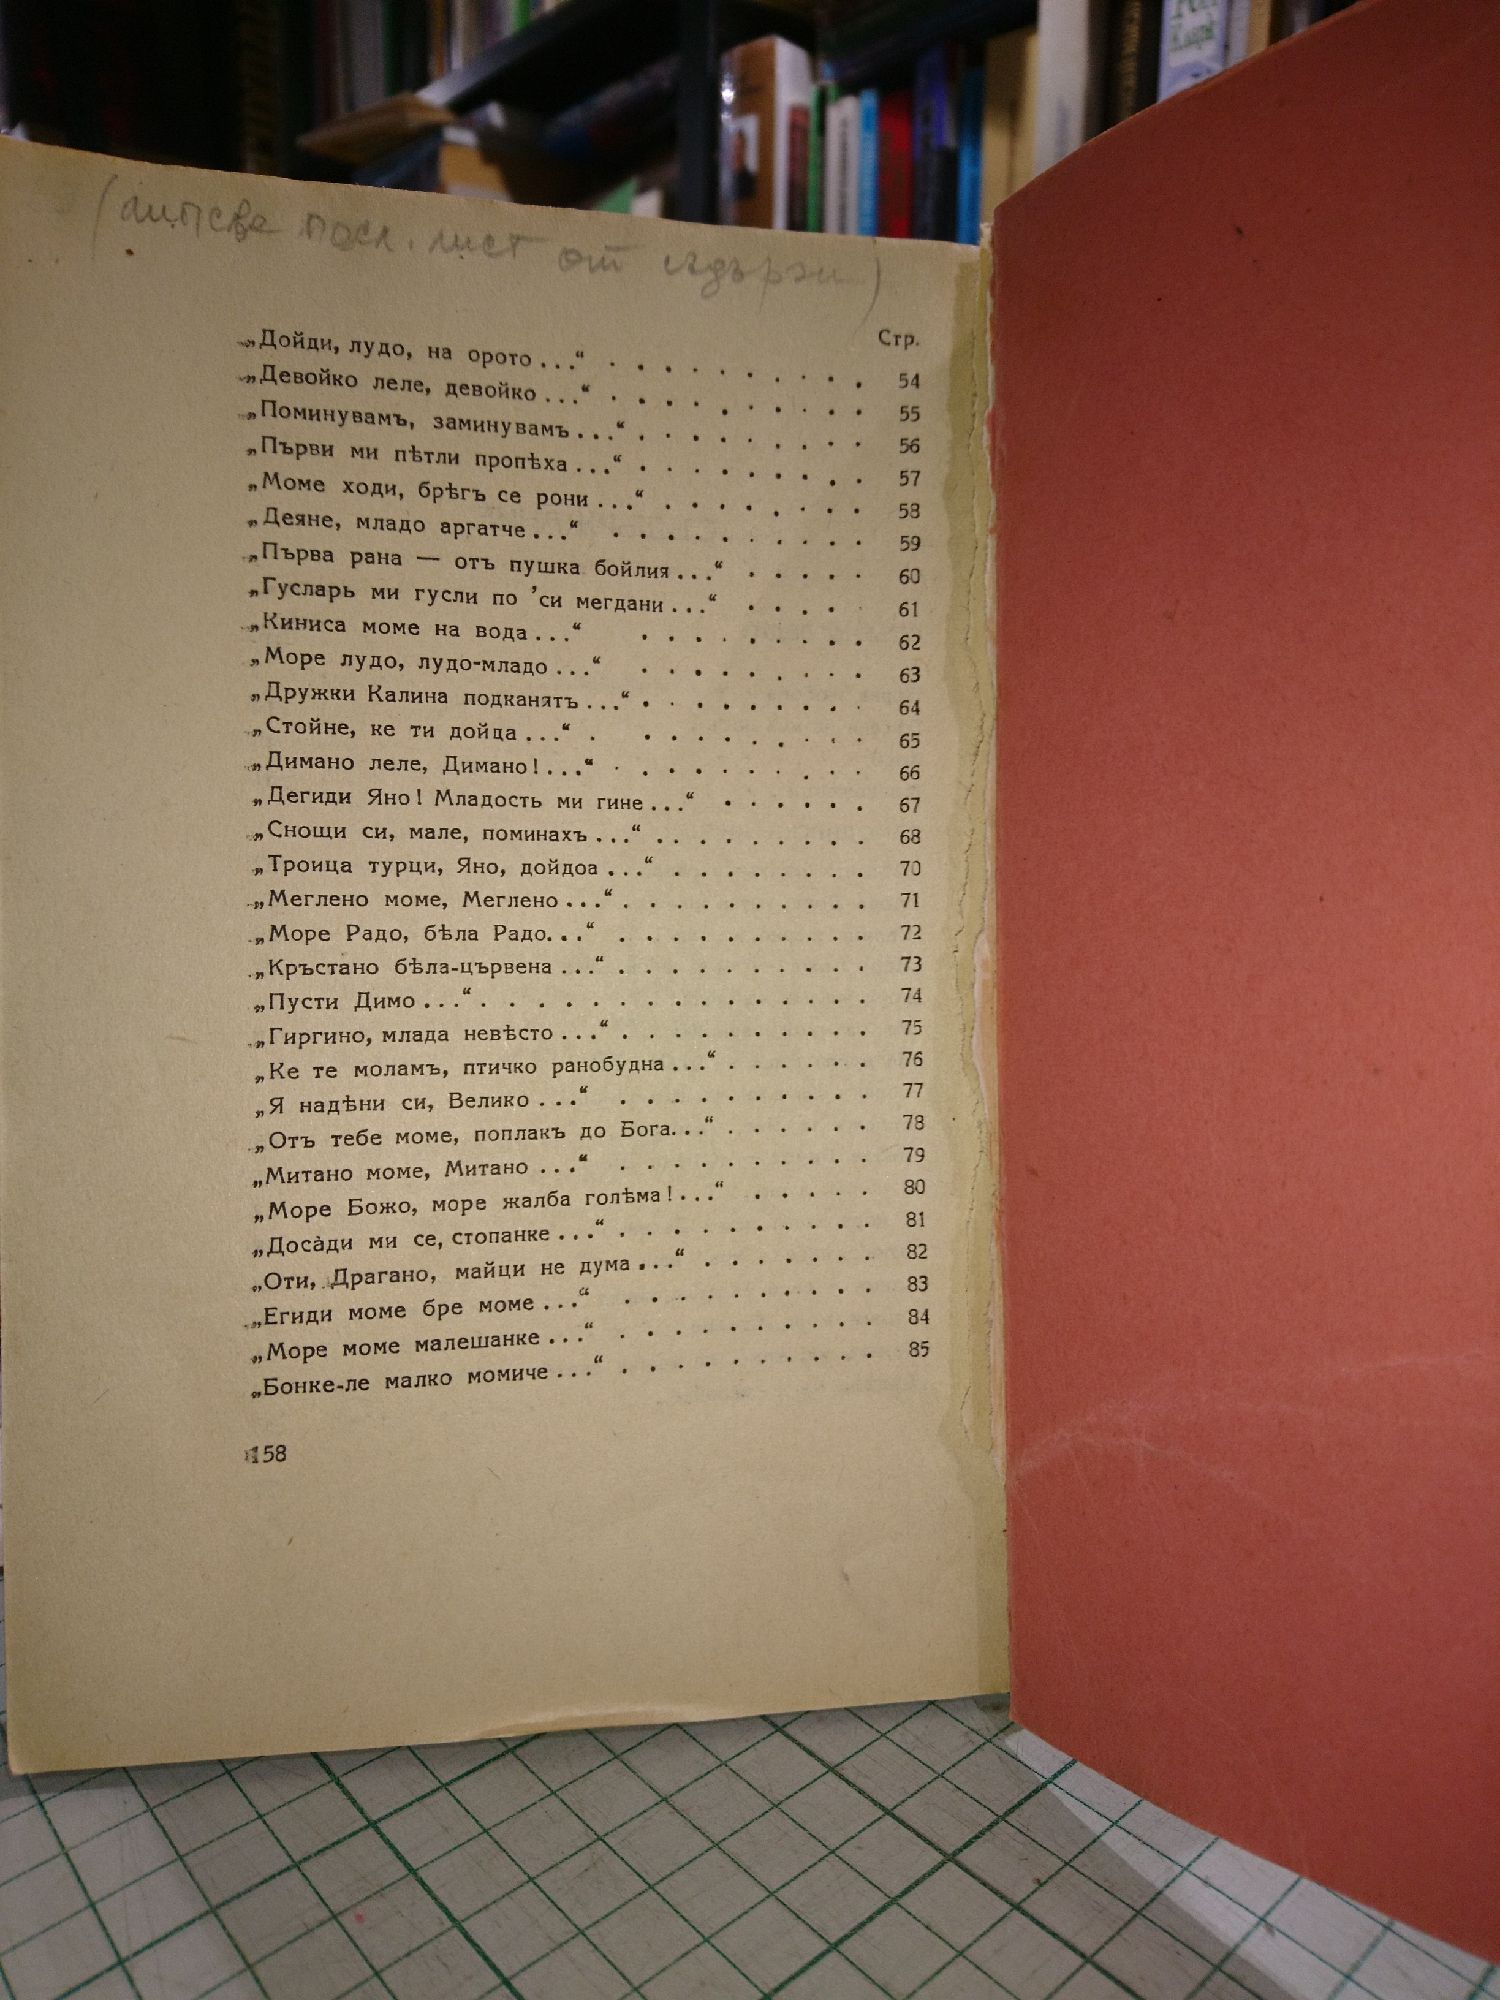 (липсва посл. лист от съдърж)
Стр.
„Дойди, лудо, на орото . . .“ . . . . . . . . . . 54
„Девойко леле, девойко . . .“ . . . . . . . . . . 55
„Поминувамъ, заминувамъ . . .“ . . . . . . . . . 56
„Първи ми пѣтли пропѣха . . .“ . . . . . . . . . 57
„Моме ходи, брѣгъ се рони . . .“ . . . . . . . . 58
„Деяне, младо аргатче . . .“ . . . . . . . . . . 59
„Първа рана — отъ пушка бойлия . . .“ . . . . . 60
„Гусларь ми гусли по ’си мегдани . . .“ . . . . . 61
„Киниса моме на вода . . .“ . . . . . . . . . 62
„Море лудо, лудо-младо . . .“ . . . . . . . . . 63
„Дружки Калина подканятъ . . .“ . . . . . . . . . 64
„Стойне, ке ти дойда . . .“ . . . . . . . . . . 65
„Димано леле, Димано! . . .“ . . . . . . . . . . 66
„Дегиди Яно! Младость ми гине . . .“ . . . . . . 67
„Снощи си, мале, поминахъ . . .“ . . . . . . . . . 68
„Троица турци, Яно, дойдоа . . .“ . . . . . . . . 70
„Меглено моме, Меглено . . .“ . . . . . . . . . . 71
„Море Радо, бѣла Радо. . .“ . . . . . . . . . . 72
„Кръстано бѣла-цървена . . .“ . . . . . . . . . . 73
„Пусти Димо . . .“ . . . . . . . . . . . . . . . 74
„Гиргино, млада невѣсто . . .“ . . . . . . . . . . 75
„Ке те моламъ, птичко ранобудна . . .“ . . . . . . 76
„Я надѣни си, Велико . . .“ . . . . . . . . . . 77
„Отъ тебе моме, поплакъ до Бога. . .“ . . . . . . 78
„Митано моме, Митано . . .“ . . . . . . . . . . 79
„Море Божо, море жалба голѣма! . . .“ . . . . . 80
„Досàди ми се, стопанке . . .“ . . . . . . . . . . 81
„Оти, Драгано, майци не дума . . .“ . . . . . . . 82
„Егиди моме бре моме . . .“ . . . . . . . . . . 83
„Море моме малешанке . . .“ . . . . . . . . . . 84
„Бонке-ле малко момиче . . .“ . . . . . . . . . . 85
158